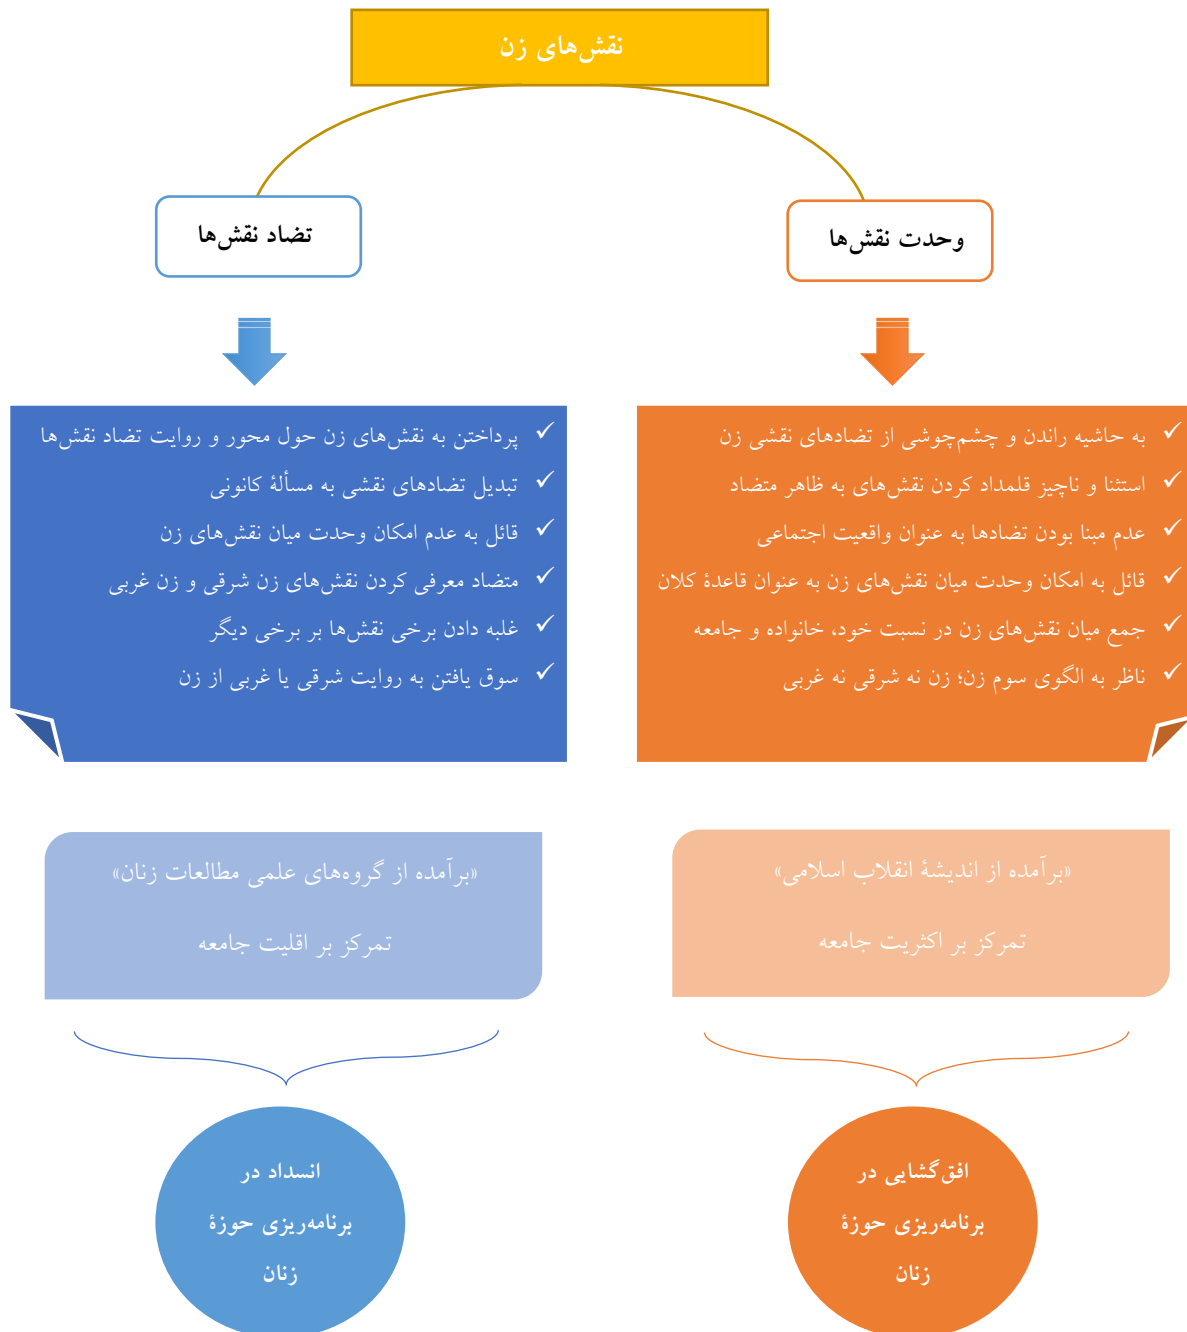 نقش‌های زن
وحدت نقش‌ها
تضاد نقش‌ها
✓ به حاشیه راندن و چشم‌چوشی از تضادهای نقشی زن
✓ استثنا و ناچیز قلمداد کردن نقش‌های به ظاهر متضاد
✓ عدم مبنا بودن تضادها به عنوان واقعیت اجتماعی
✓ قائل به امکان وحدت میان نقش‌های زن به عنوان قاعدۀ کلان
✓ جمع میان نقش‌های زن در نسبت خود، خانواده و جامعه
✓ ناظر به الگوی سوم زن؛ زن نه شرقی نه غربی
✓ پرداختن به نقش‌های زن حول محور و روایت تضاد نقش‌ها
✓ تبدیل تضادهای نقشی به مسألۀ کانونی
✓ قائل به عدم امکان وحدت میان نقش‌های زن
✓ متضاد معرفی کردن نقش‌های زن شرقی و زن غربی
✓ غلبه دادن برخی نقش‌ها بر برخی دیگر
✓ سوق یافتن به روایت شرقی یا غربی از زن
«برآمده از اندیشۀ انقلاب اسلامی»
تمرکز بر اکثریت جامعه
«برآمده از گروه‌های علمی مطالعات زنان»
تمرکز بر اقلیت جامعه
افق‌گشایی در
برنامه‌ریزی حوزۀ
زنان
انسداد در
برنامه‌ریزی حوزۀ
زنان